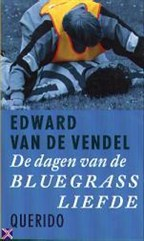 EDWARD
VAN DE VENDEL
De dagen van de
BLUEGRASS
LIEFDE
QUERIDO